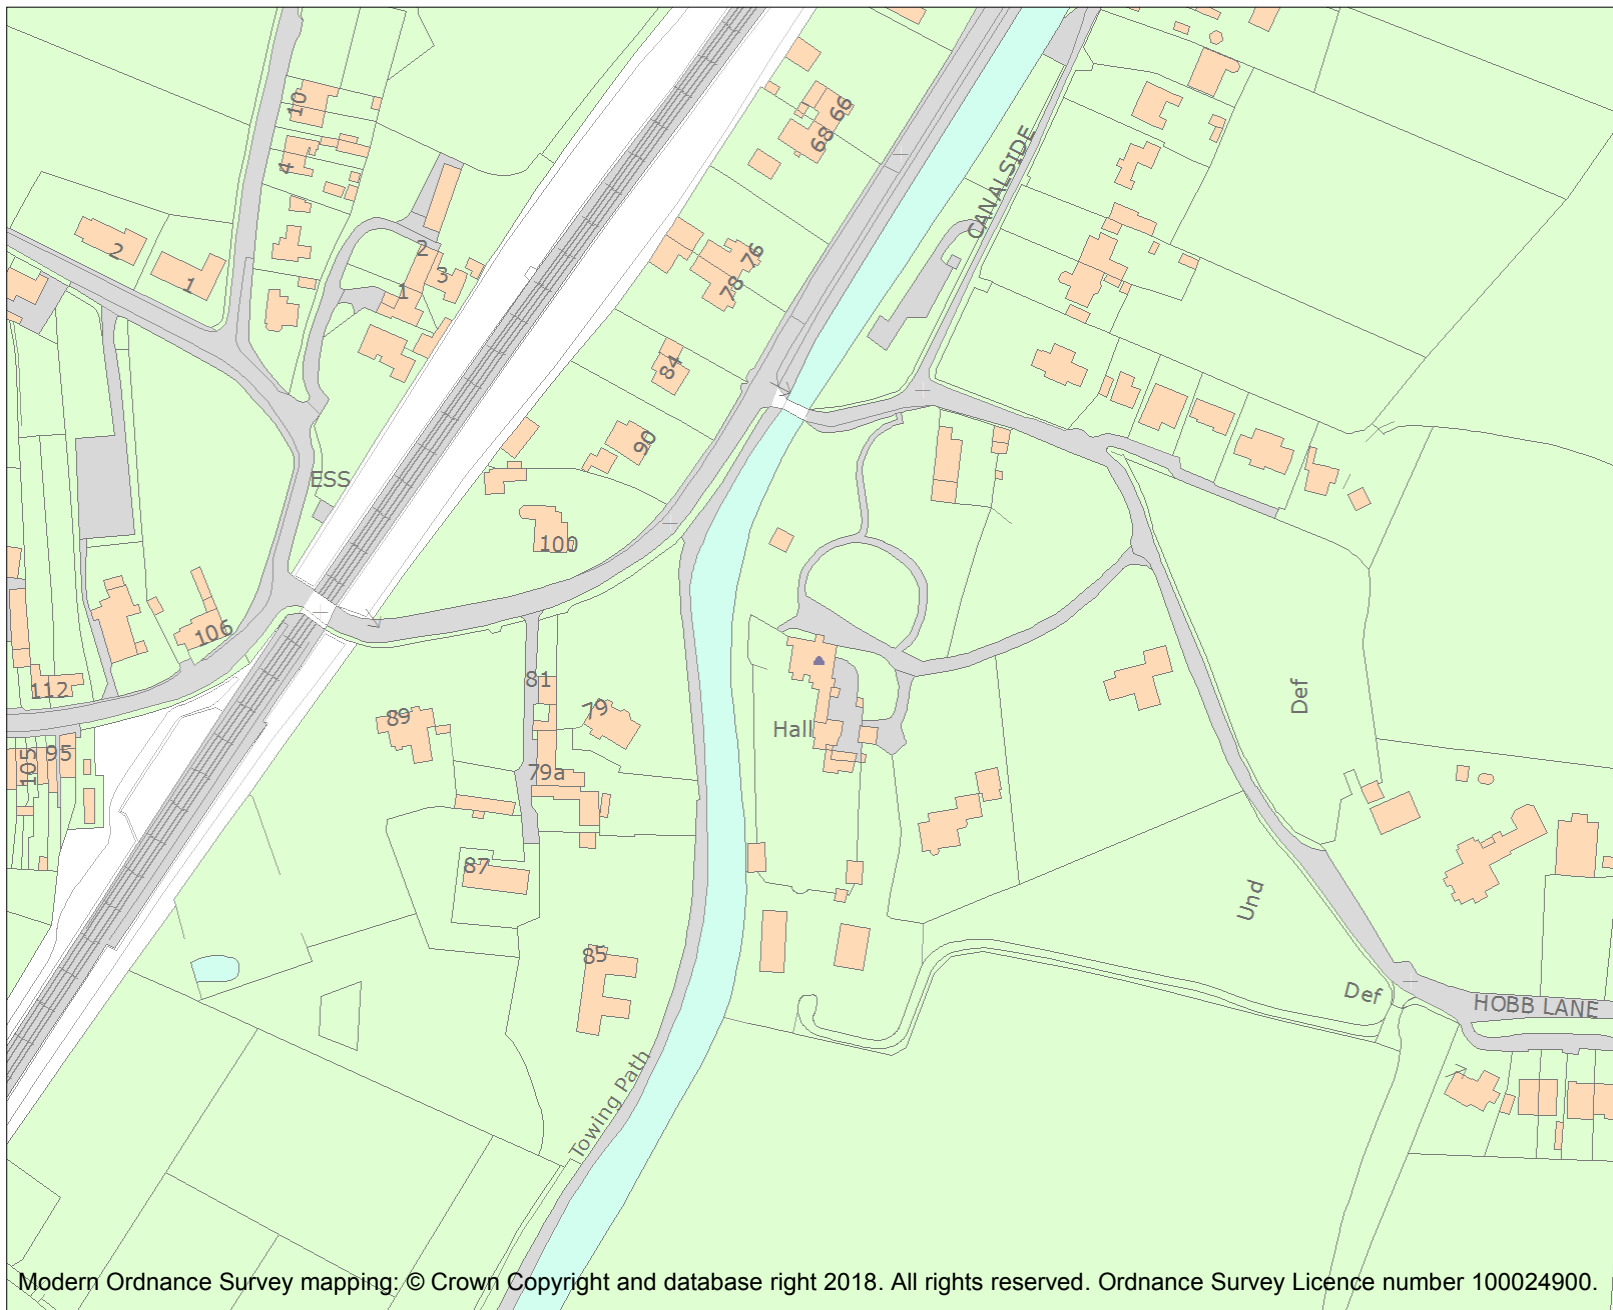 10
66
68
4
CANALSIDE
2
1
2
3
1
76
78
84
90
ESS
100
106
112
81
79
89
Hall
105
95
79a
Def
87
Und
85
Def
HOBB LANE
Towing Path
7
Modern Ordnance Survey mapping: © Crown Copyright and database right 2018. All rights reserved. Ordnance Survey Licence number 100024900.